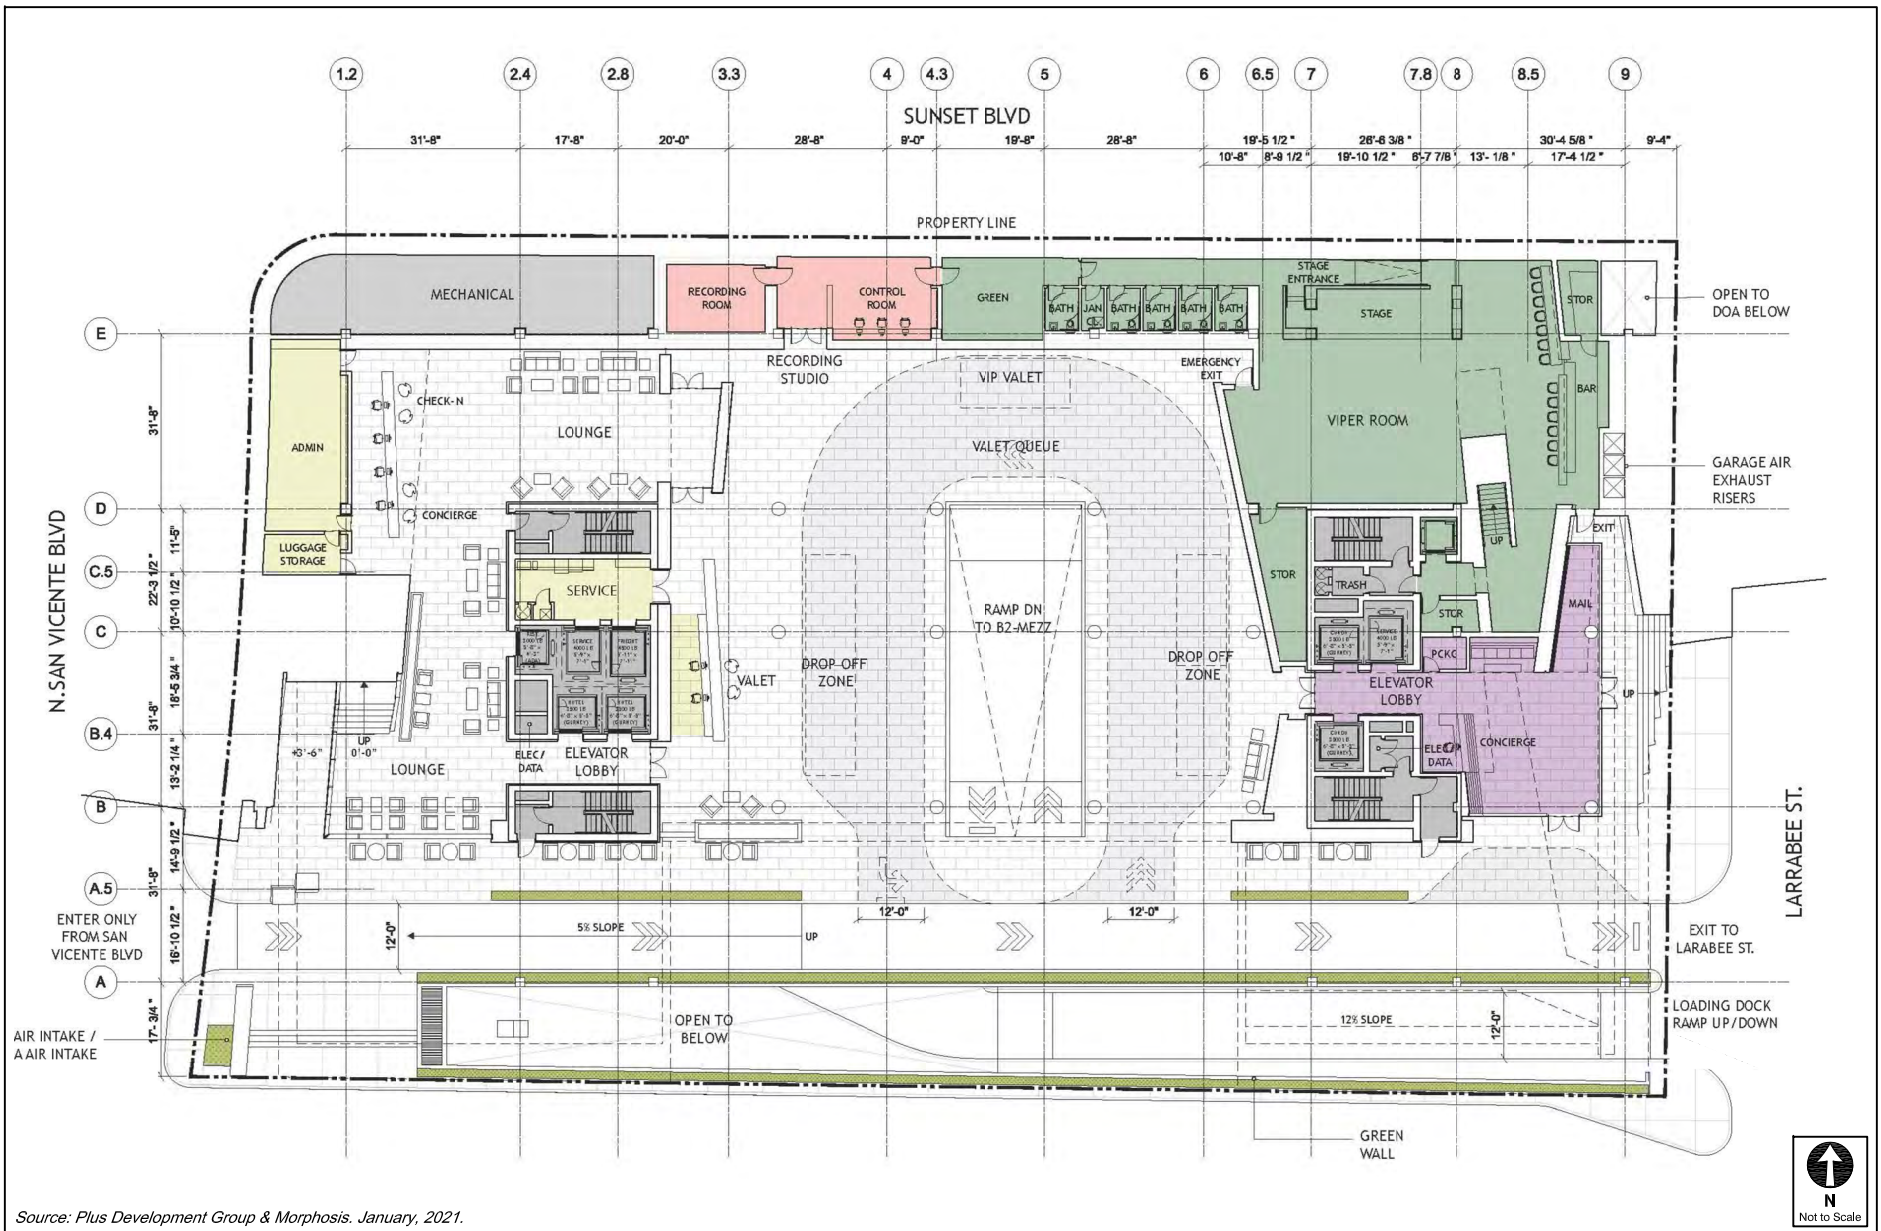 1.2 2.4 2.8 3.3 4 4.3 5 6 6.5 7 7.8 8 8.5 9
SUNSET BLVD
31'-8" 17'-8" 20'-0" 28'-8" 9'-0" 19'-8" 28'-8" 19'-5 1/2 " 26'-6 3/8 " 30'-4 5/8 " 9'-4"
10'-8" 8'-9 1/2 " 19'-10 1/2 " 6'-7 7/8 " 13'- 1/8 " 17'-4 1/2 "
PROPERTY LINE
MECHANICAL
RECORDING
ROOM
CONTROL
ROOM
GREEN
BATH
JAN
BATH
BATH
BATH
BATH
STAGE
ENTRANCE
STAGE
STOR
OPEN TO
DOA BELOW
E
RECORDING
STUDIO
EMERGENCY
EXIT
VIP VALET
CHECK-N
ADMIN
LOUNGE
VALET QUEUE
VIPER ROOM
BAR
GARAGE AIR
EXHAUST
RISERS
31'-8"
D
CONCIERGE
EXIT
N.SAN VICENTE BLVD
LUGGAGE
STORAGE
11'-5"
C.5
22'-3 1/2 "
10'-10 1/2 "
SERVICE
STOR
TRASH
UP
STCR
MAIL
RAMP DN
TO B2-MEZZ
C
SERVICE
4000 LB
SERVICE
4000 LB
PCKC
DROP OFF
ZONE
DROP OFF
ZONE
VALET
ELEVATOR
LOBBY
UP
18'-5 3/4 "
31'-8"
B.4
+3'-6"
UP
0'-0"
LOUNGE
ELEC/
DATA
ELEVATOR
LOBBY
ELEC/
DATA
CONCIERGE
13'-2 1/4 "
B
LARRABEE ST.
14'-9 1/2 "
31'-8"
A.5
12'-0"
12'-0"
ENTER ONLY
FROM SAN
VICENTE BLVD
16'-10 1/2 "
12'-0"
5% SLOPE
UP
EXIT TO
LARABEE ST.
A
17'- 3/4 "
AIR INTAKE /
A AIR INTAKE
OPEN TO
BELOW
12% SLOPE
12'-0"
LOADING DOCK
RAMP UP/DOWN
GREEN
WALL
N
Not to Scale
Source: Plus Development Group & Morphosis. January, 2021.